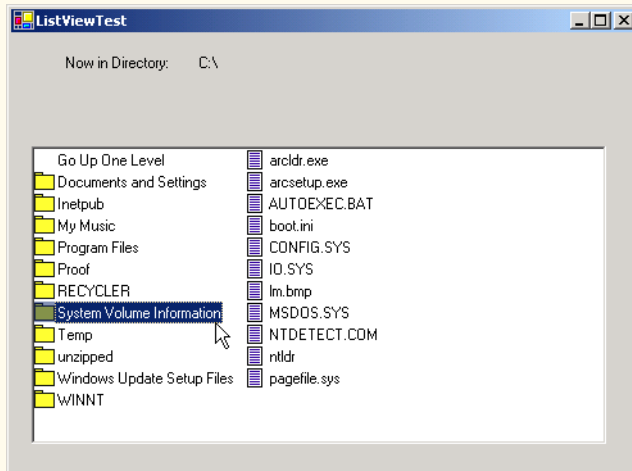 ListViewTest
Now in Directory: C:\
Go Up One Level
Documents and Settings
Inetpub
My Music
Program Files
Proof
RECYCLER
System Volume Information
Temp
unzipped
Windows Update Setup Files
WINNT
arcldr.exe
arcsetup.exe
AUTOEXEC.BAT
boot.ini
CONFIG.SYS
IO.SYS
lm.bmp
MSDOS.SYS
NTDETECT.COM
ntldr
pagefile.sys